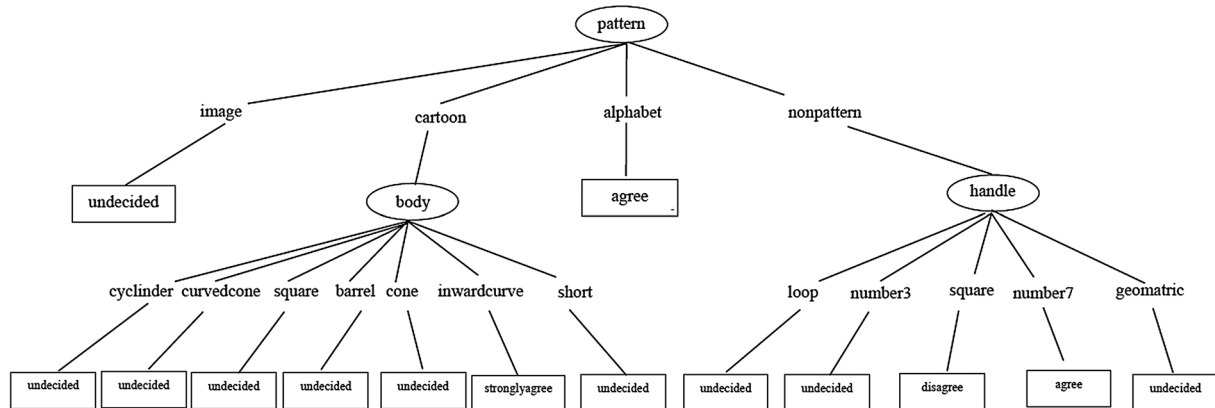 pattern
image
cartoon
alphabet
nonpattern
undecided
body
agree
handle
cyclinder curvedcone square barrel cone inwardcurve short
loop number3 square number7 geomatric
undecided undecided undecided undecided undecided stronglyagree undecided
undecided undecided disagree agree undecided